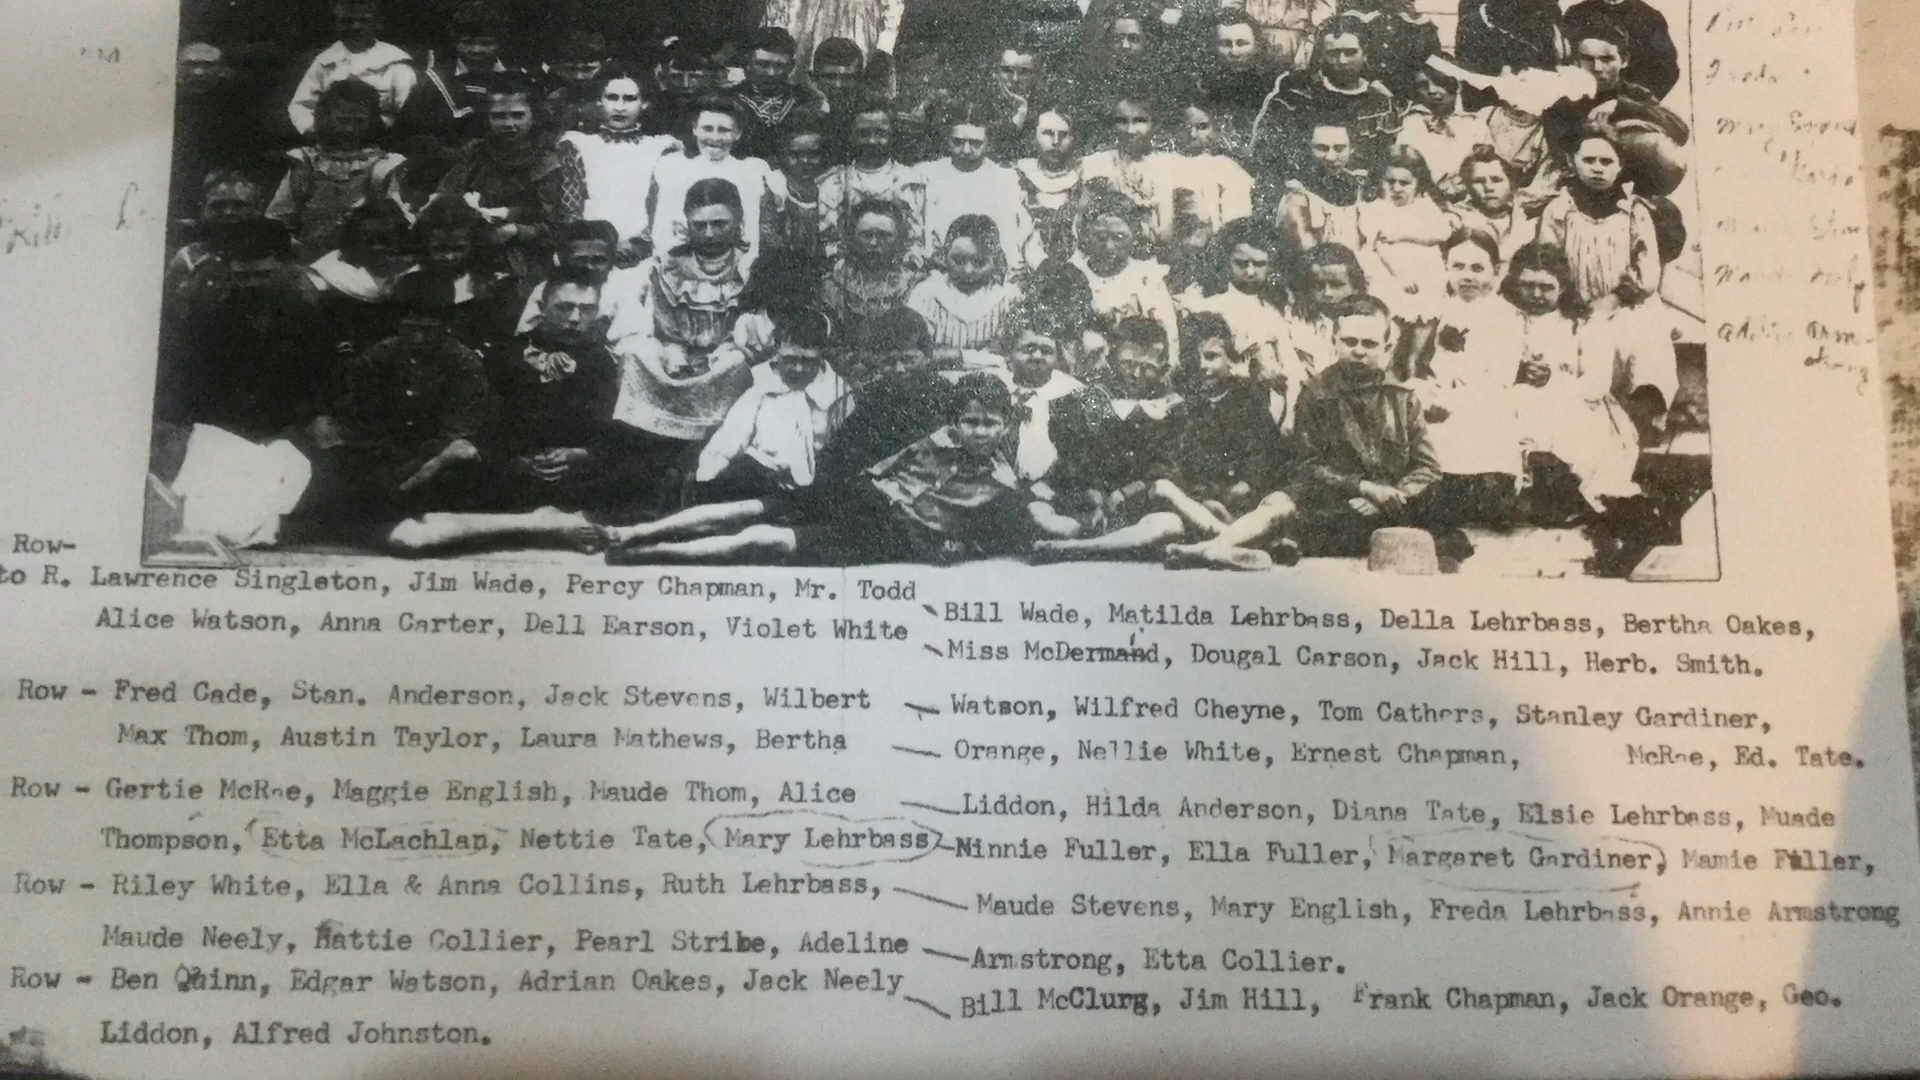 Row-
to R. Lawrence Singleton, Jim Wade, Percy Chapman, Mr. Todd Bill Wade, Matilda Lehrbass, Della Lehrbass, Bertha Oakes,
Alice Watson, Anna Carter, Dell Earson, Violet White Miss McDermand, Dougal Carson, Jack Hill, Herb. Smith.
Row - Fred Cade, Stan. Anderson, Jack Stevens, Wilbert Watson, Wilfred Cheyne, Tom Cathers, Stanley Gardiner,
Max Thom, Austin Taylor, Laura Mathews, Bertha Orange, Nellie White, Ernest Chapman, McRae, Ed. Tate.
Row - Gertie McRae, Maggie English, Maude Thom, Alice Liddon, Hilda Anderson, Diana Tate, Elsie Lehrbass, Muade
Thompson, Etta McLachlan, Nettie Tate, Mary Lehrbass Ninnie Fuller, Ella Fuller, Margaret Gardiner, Mamie Fuller,
Row - Riley White, Ella & Anna Collins, Ruth Lehrbass, Maude Stevens, Mary English, Freda Lehrbass, Annie Armstrong
Maude Neely, Hattie Collier, Pearl Stribe, Adeline Armstrong, Etta Collier.
Row - Ben Quinn, Edgar Watson, Adrian Oakes, Jack Neely Bill McClurg, Jim Hill, Frank Chapman, Jack Orange, Geo.
Liddon, Alfred Johnston.